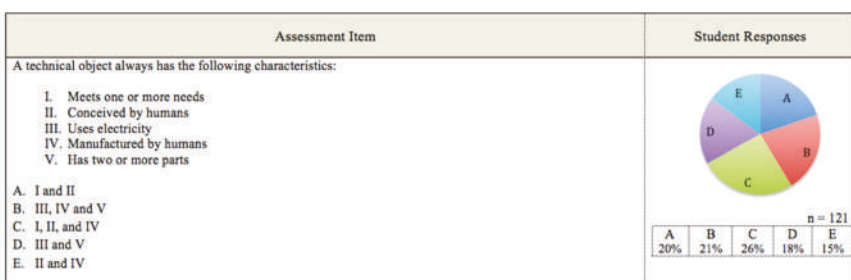 Assessment Item
Student Responses
A technical object always has the following characteristics:
I. Meets one or more needs
II. Conceived by humans
III. Uses electricity
IV. Manufactured by humans
V. Has two or more parts
A. I and II
B. III, IV and V
C. I, II, and IV
D. III and V
E. II and IV
E
A
D
B
C
n = 121
A B C D E
20% 21% 26% 18% 15%